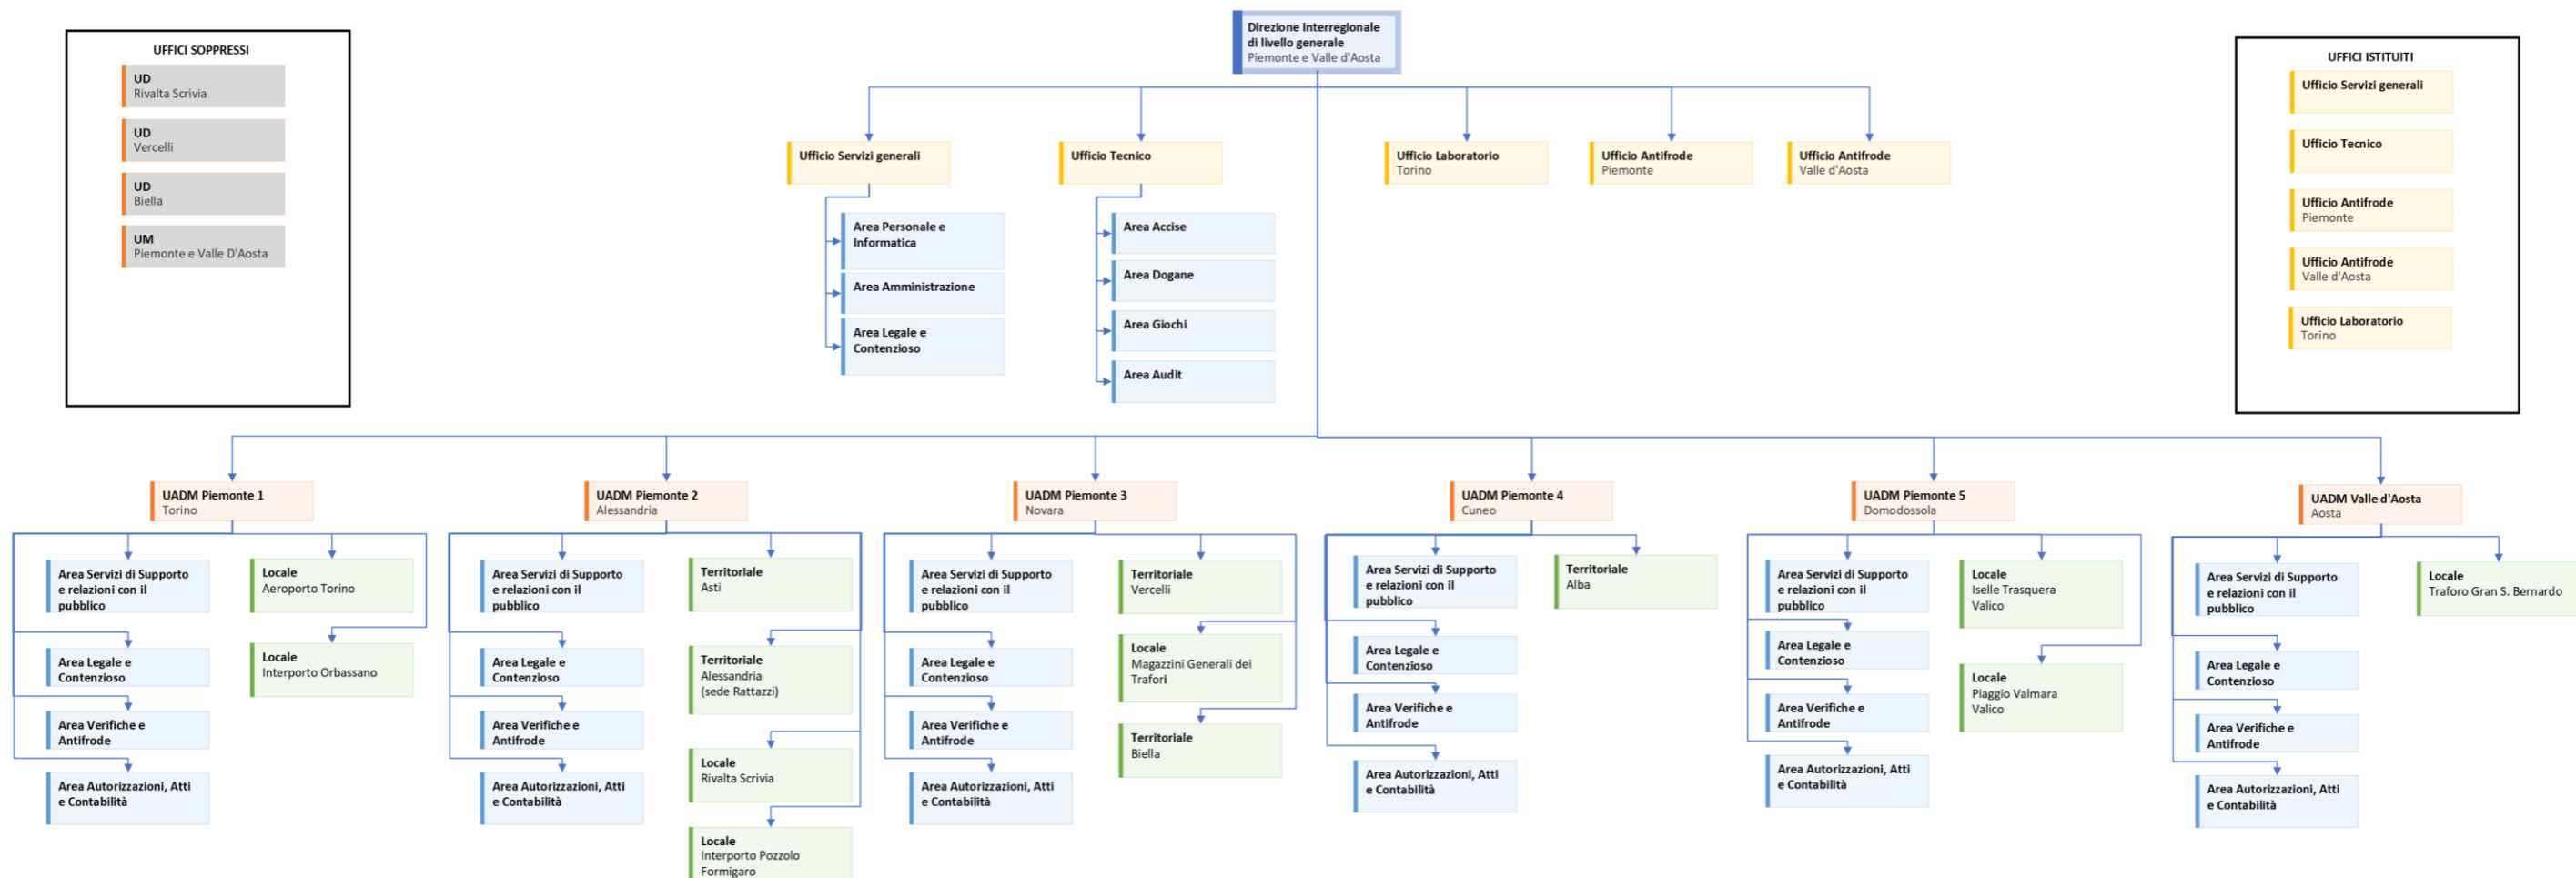 Direzione Interregionale
di livello generale
Piemonte e Valle d'Aosta
UFFICI SOPPRESSI
UD
Rivalta Scrivia
UD
Vercelli
UD
Biella
UM
Piemonte e Valle D'Aosta
UFFICI ISTITUITI
Ufficio Servizi generali
Ufficio Tecnico
Ufficio Antifrode
Piemonte
Ufficio Antifrode
Valle d'Aosta
Ufficio Laboratorio
Torino
Ufficio Servizi generali
Area Personale e
Informatica
Area Amministrazione
Area Legale e
Contenzioso
Ufficio Tecnico
Area Accise
Area Dogane
Area Giochi
Area Audit
Ufficio Laboratorio
Torino
Ufficio Antifrode
Piemonte
Ufficio Antifrode
Valle d'Aosta
UADM Piemonte 1
Torino
Area Servizi di Supporto
e relazioni con il
pubblico
Area Legale e
Contenzioso
Area Verifiche e
Antifrode
Area Autorizzazioni, Atti
e Contabilità
Locale
Aeroporto Torino
Locale
Interporto Orbassano
UADM Piemonte 2
Alessandria
Area Servizi di Supporto
e relazioni con il
pubblico
Area Legale e
Contenzioso
Area Verifiche e
Antifrode
Area Autorizzazioni, Atti
e Contabilità
Territoriale
Asti
Territoriale
Alessandria
(sede Rattazzi)
Locale
Rivalta Scrivia
Locale
Interporto Pozzolo
Formigaro
UADM Piemonte 3
Novara
Area Servizi di Supporto
e relazioni con il
pubblico
Area Legale e
Contenzioso
Area Verifiche e
Antifrode
Area Autorizzazioni, Atti
e Contabilità
Territoriale
Vercelli
Locale
Magazzini Generali dei
Trafori
Territoriale
Biella
UADM Piemonte 4
Cuneo
Area Servizi di Supporto
e relazioni con il
pubblico
Area Legale e
Contenzioso
Area Verifiche e
Antifrode
Area Autorizzazioni, Atti
e Contabilità
Territoriale
Alba
UADM Piemonte 5
Domodossola
Area Servizi di Supporto
e relazioni con il
pubblico
Area Legale e
Contenzioso
Area Verifiche e
Antifrode
Area Autorizzazioni, Atti
e Contabilità
Locale
Iselle Trasquera
Valico
Locale
Piaggio Valmara
Valico
UADM Valle d'Aosta
Aosta
Area Servizi di Supporto
e relazioni con il
pubblico
Area Legale e
Contenzioso
Area Verifiche e
Antifrode
Area Autorizzazioni, Atti
e Contabilità
Locale
Traforo Gran S. Bernardo